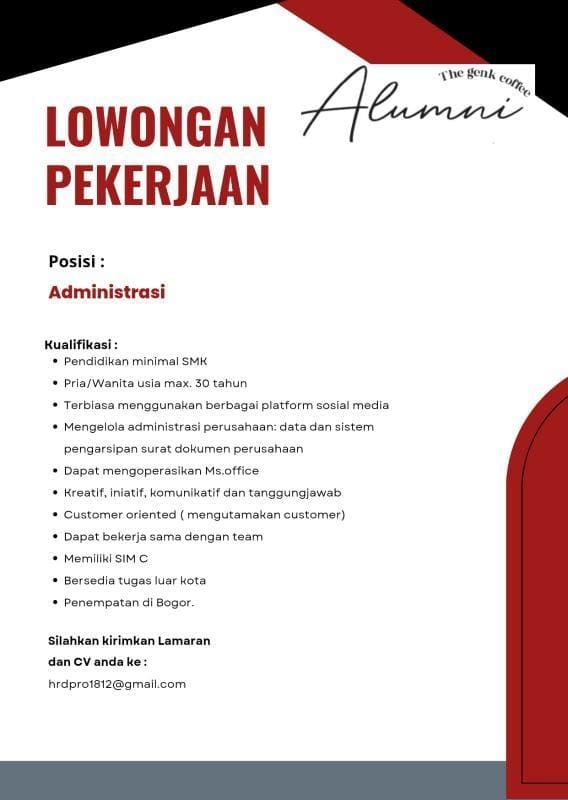 The genk coffee
Alumni
LOWONGAN
PEKERJAAN
Posisi :
Administrasi
Kualifikasi :
• Pendidikan minimal SMK
• Pria/Wanita usia max. 30 tahun
• Terbiasa menggunakan berbagai platform sosial media
• Mengelola administrasi perusahaan: data dan sistem
pengarsipan surat dokumen perusahaan
• Dapat mengoperasikan Ms.office
• Kreatif, iniatif, komunikatif dan tanggungjawab
• Customer oriented ( mengutamakan customer)
• Dapat bekerja sama dengan team
• Memiliki SIM C
• Bersedia tugas luar kota
• Penempatan di Bogor.
Silahkan kirimkan Lamaran
dan CV anda ke :
hrdpro1812@gmail.com